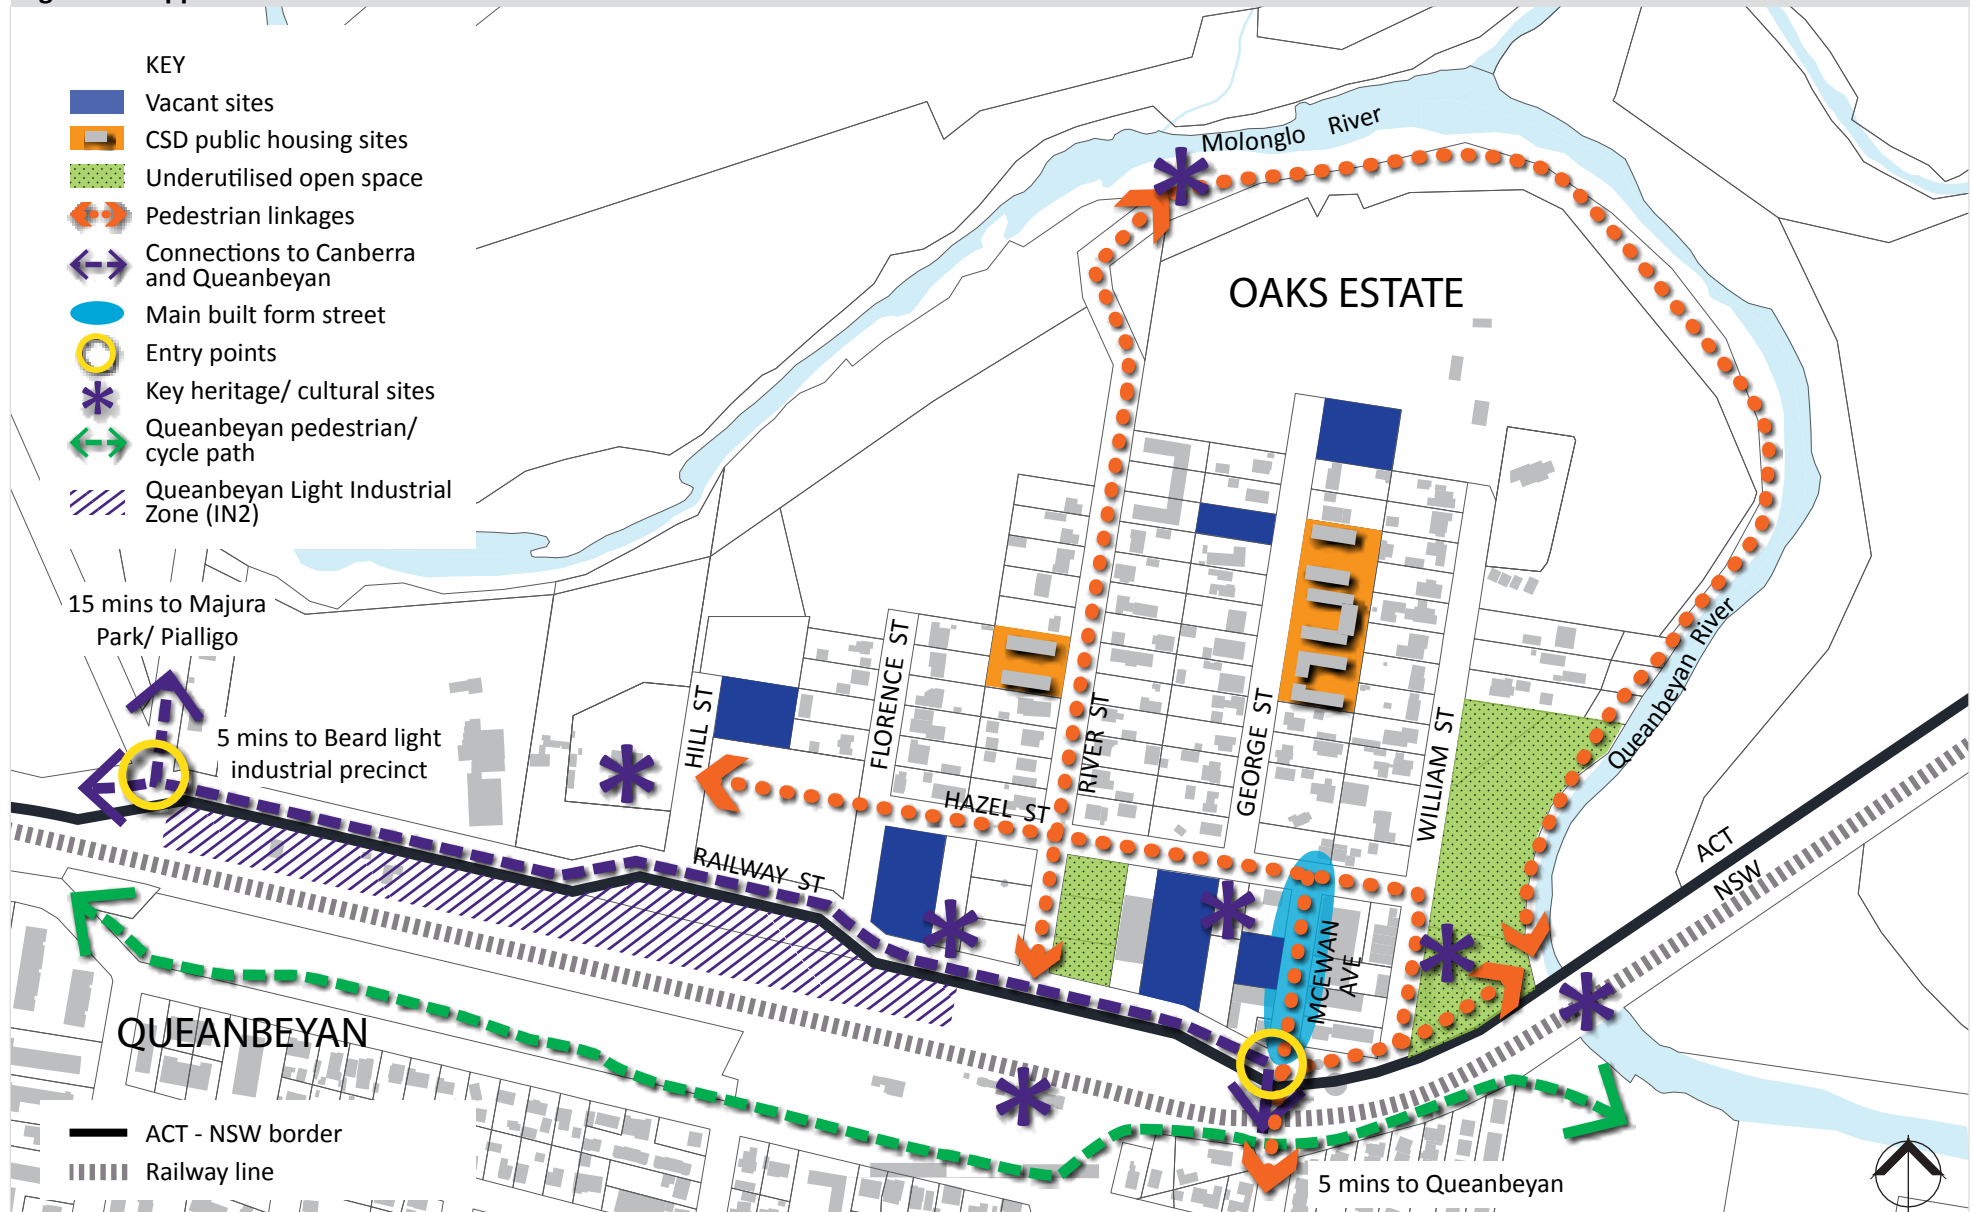 KEY
Vacant sites
CSD public housing sites
Underutilised open space
Pedestrian linkages
Connections to Canberra
and Queanbeyan
Main built form street
Entry points
Key heritage/ cultural sites
Queanbeyan pedestrian/
cycle path
Queanbeyan Light Industrial
Zone (IN2)
Molonglo River
OAKS ESTATE
15 mins to Majura
Park/ Pialligo
5 mins to Beard light
industrial precinct
HILL ST
FLORENCE ST
RIVER ST
GEORGE ST
WILLIAM ST
Queanbeyan River
HAZEL ST
RAILWAY ST
MCEWAN
AVE
ACT
NSW
QUEANBEYAN
ACT - NSW border
Railway line
5 mins to Queanbeyan